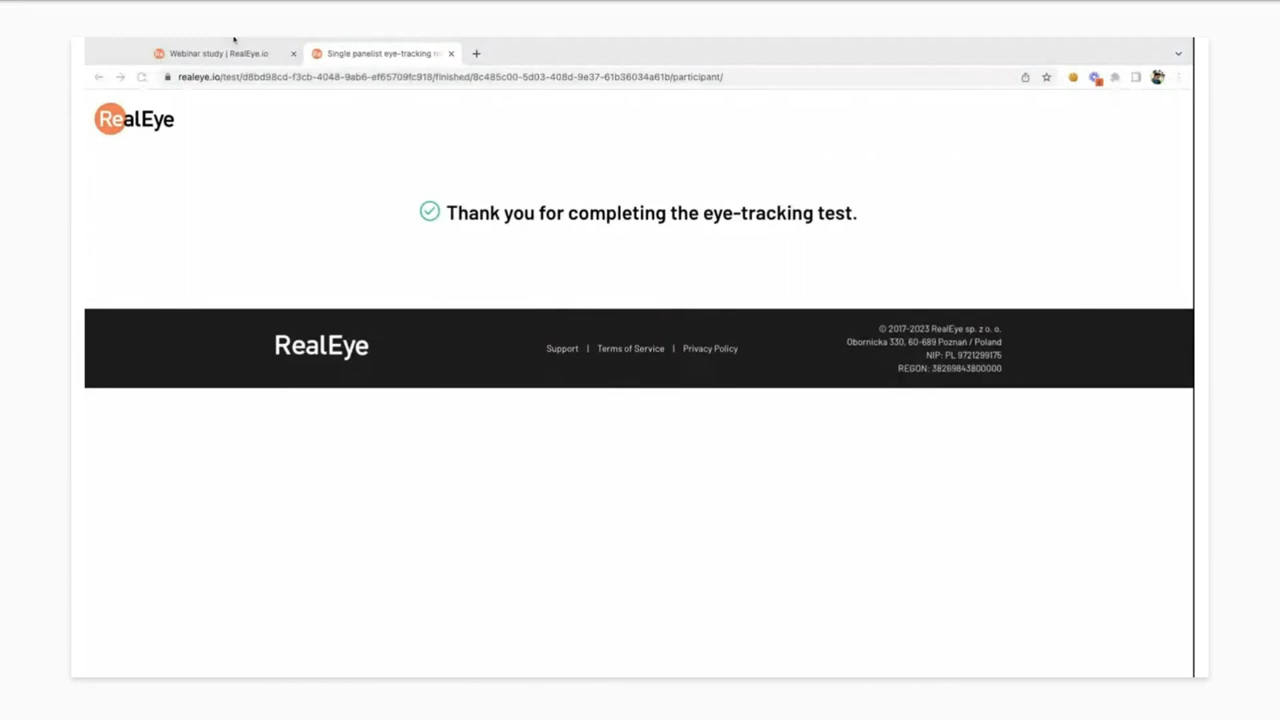 Webinar study | RealEye.io
Single panelist eye-tracking
realeye.io/test/d8bd98cd-f3cb-4048-9ab6-ef65709fc918/finished/8c485c00-5d03-408d-9e37-61b36034a61b/participant/
RealEye
Thank you for completing the eye-tracking test.
RealEye
Support | Terms of Service | Privacy Policy
© 2017-2023 RealEye sp. z o. o.
Obornicka 330, 60-689 Poznań / Poland
NIP: PL 9721299175
REGON: 38269843800000